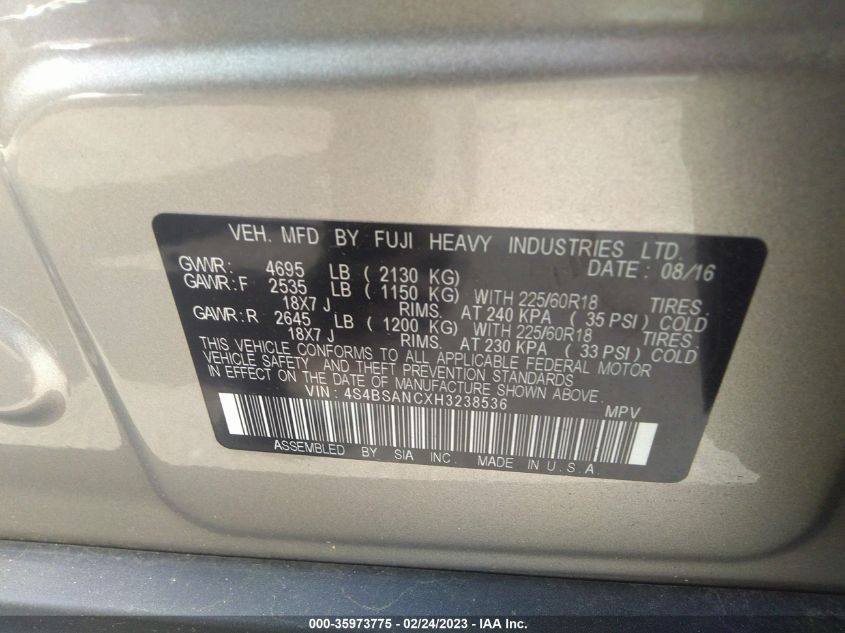 VEH. MFD BY FUJI HEAVY INDUSTRIES LTD.
DATE: 08/16
GVWR: 4695 LB ( 2130 KG)
GAWR:F 2535 LB ( 1150 KG) WITH 225/60R18 TIRES.
18X7 J RIMS. AT 240 KPA ( 35 PSI) COLD
GAWR:R 2645 LB ( 1200 KG) WITH 225/60R18 TIRES.
18X7 J RIMS. AT 230 KPA ( 33 PSI) COLD
THIS VEHICLE CONFORMS TO ALL APPLICABLE FEDERAL MOTOR
VEHICLE SAFETY, AND THEFT PREVENTION STANDARDS
IN EFFECT ON THE DATE OF MANUFACTURE SHOWN ABOVE.
VIN : 4S4BSANCXH3238536
MPV
ASSEMBLED BY SIA INC. MADE IN U.S.A.
000-35973775 - 02/24/2023 - IAA Inc.